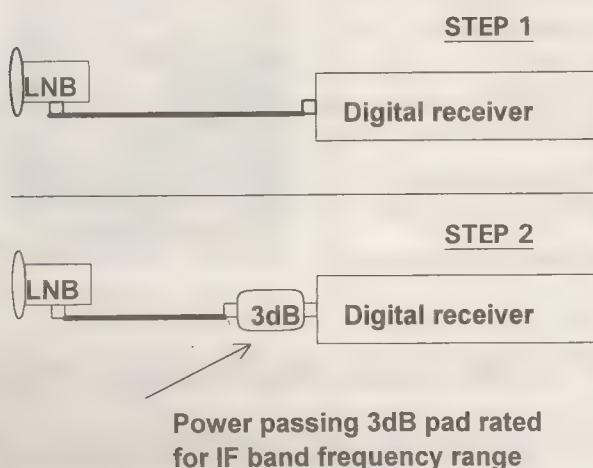 STEP 1
LNB
Digital receiver
STEP 2
LNB
3dB
Digital receiver
Power passing 3dB pad rated
for IF band frequency range